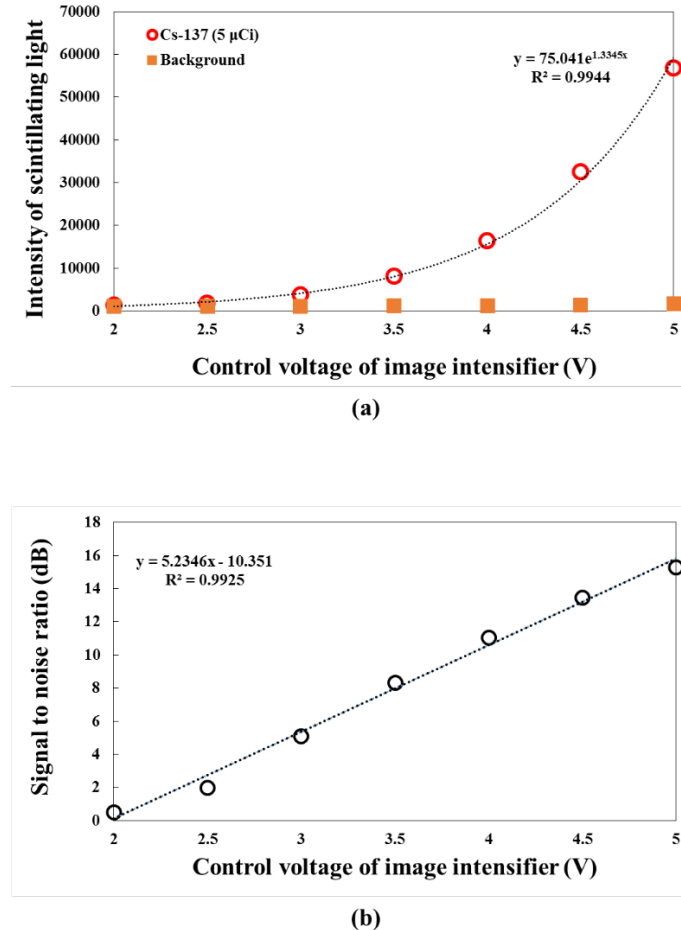 70000
60000
50000
40000
30000
20000
10000
0
Intensity of scintillating light
Cs-137 (5 μCi)
Background
y = 75.041e^1.3345x
R² = 0.9944
2 2.5 3 3.5 4 4.5 5
Control voltage of image intensifier (V)
(a)
18
16
14
12
10
8
6
4
2
0
Signal to noise ratio (dB)
y = 5.2346x - 10.351
R² = 0.9925
2 2.5 3 3.5 4 4.5 5
Control voltage of image intensifier (V)
(b)